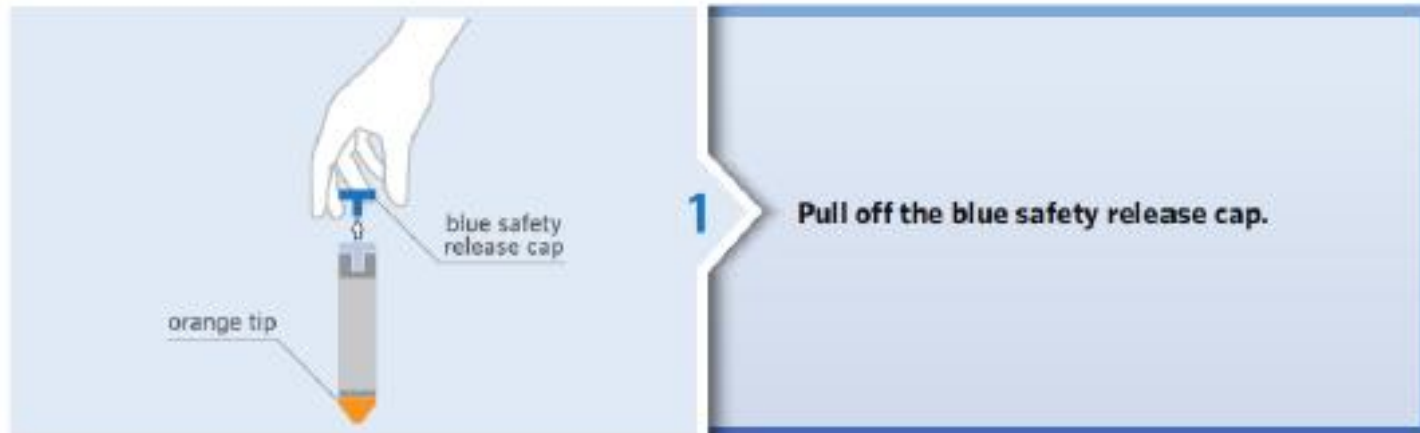 blue safety
release cap
orange tip
1
Pull off the blue safety release cap.